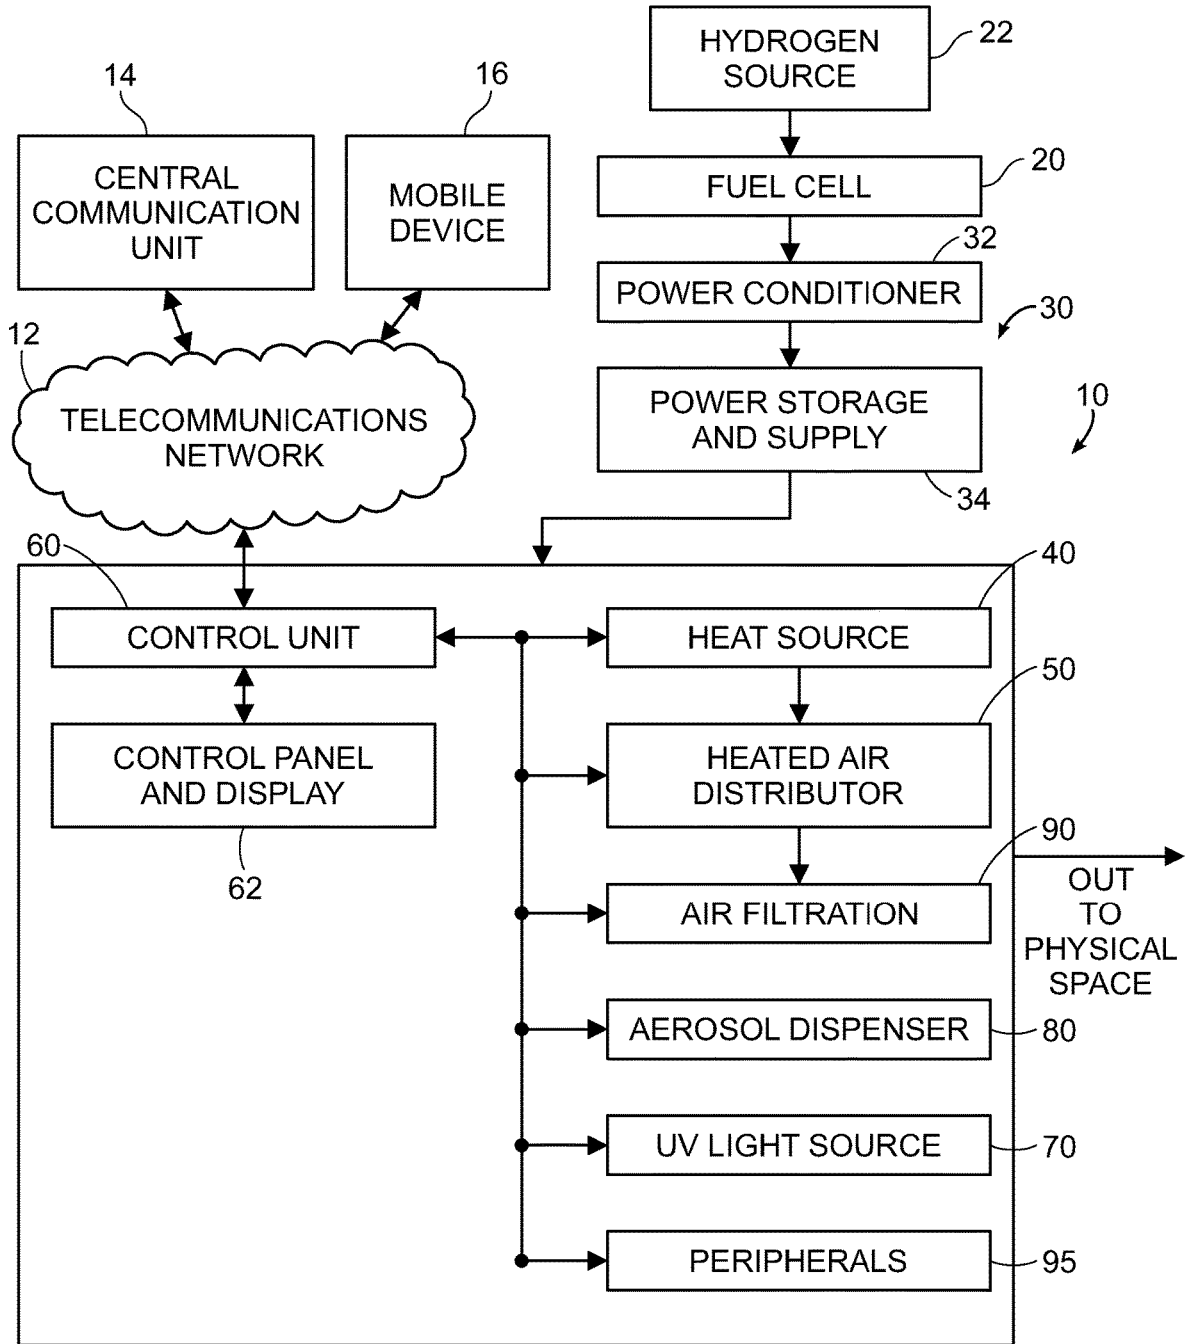 HYDROGEN
SOURCE
22
14
16
CENTRAL
COMMUNICATION
UNIT
MOBILE
DEVICE
FUEL CELL
20
32
POWER CONDITIONER
30
12
TELECOMMUNICATIONS
NETWORK
POWER STORAGE
AND SUPPLY
10
34
60
40
CONTROL UNIT
HEAT SOURCE
50
CONTROL PANEL
AND DISPLAY
HEATED AIR
DISTRIBUTOR
62
90
AIR FILTRATION
OUT
TO
PHYSICAL
SPACE
AEROSOL DISPENSER
80
UV LIGHT SOURCE
70
PERIPHERALS
95